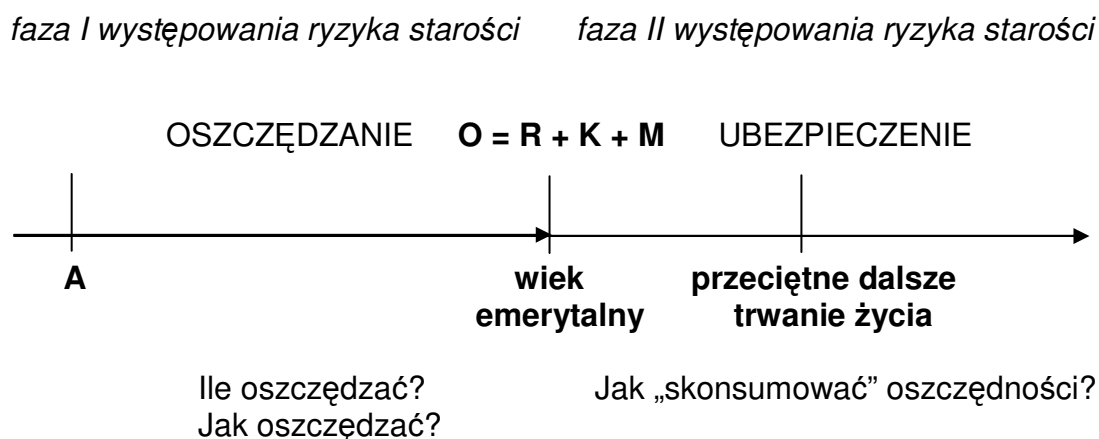 faza I występowania ryzyka starości faza II występowania ryzyka starości
OSZCZĘDZANIE O = R + K + M UBEZPIECZENIE
A wiek przeciętne dalsze
emerytalny trwanie życia
Ile oszczędzać? Jak „skonsumować” oszczędności?
Jak oszczędzać?